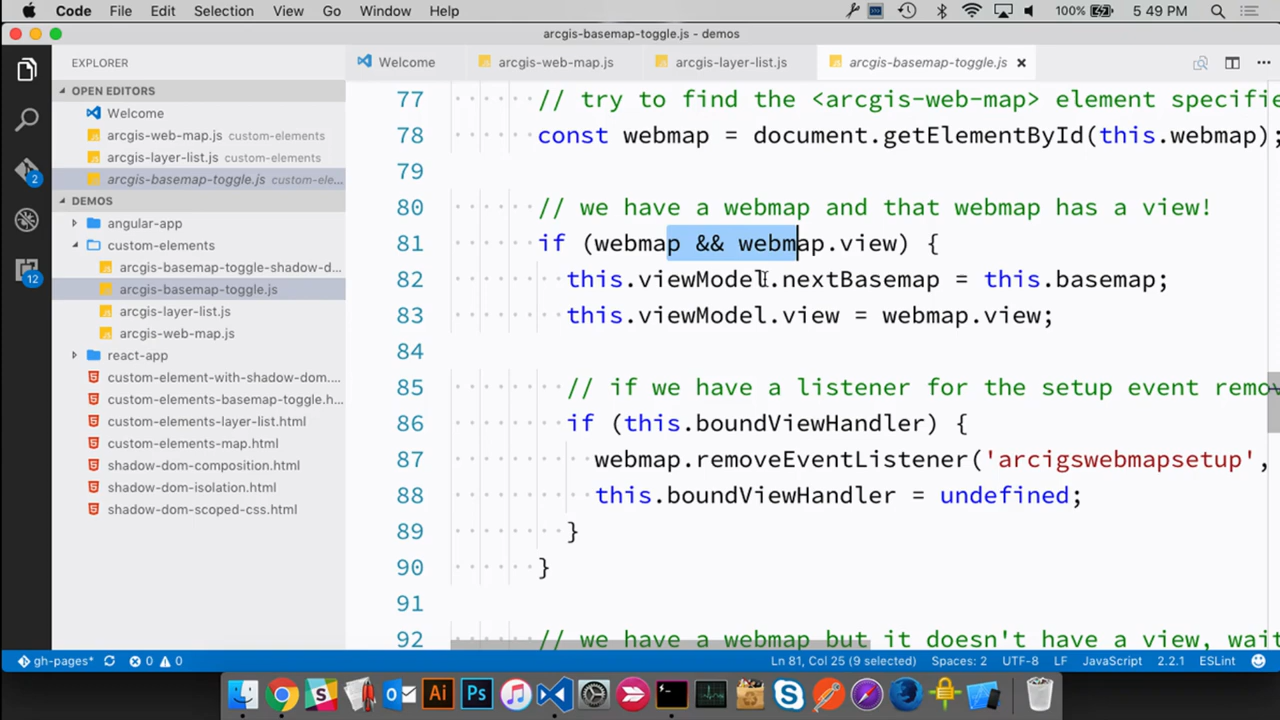 Code File Edit Selection View Go Window Help 100% 5:49 PM
arcgis-basemap-toggle.js - demos
EXPLORER
OPEN EDITORS
Welcome
arcgis-web-map.js custom-elements
arcgis-layer-list.js custom-elements
arcgis-basemap-toggle.js custom-ele...
DEMOS
angular-app
custom-elements
arcgis-basemap-toggle-shadow-d...
arcgis-basemap-toggle.js
arcgis-layer-list.js
arcgis-web-map.js
react-app
custom-element-with-shadow-dom....
custom-elements-basemap-toggle.h...
custom-elements-layer-list.html
custom-elements-map.html
shadow-dom-composition.html
shadow-dom-isolation.html
shadow-dom-scoped-css.html
2
12
Welcome arcgis-web-map.js arcgis-layer-list.js arcgis-basemap-toggle.js
77 // try to find the <arcgis-web-map> element specifie
78 const webmap = document.getElementById(this.webmap);
79
80 // we have a webmap and that webmap has a view!
81 if (webmap && webmap.view) {
82 this.viewModel.nextBasemap = this.basemap;
83 this.viewModel.view = webmap.view;
84
85 // if we have a listener for the setup event remov
86 if (this.boundViewHandler) {
87 webmap.removeEventListener('arcigswebmapsetup',
88 this.boundViewHandler = undefined;
89 }
90 }
91
92 // we have a webmap but it doesn't have a view, wait
gh-pages* 0 0 Ln 81, Col 25 (9 selected) Spaces: 2 UTF-8 LF JavaScript 2.2.1 ESLint
Ai Ps